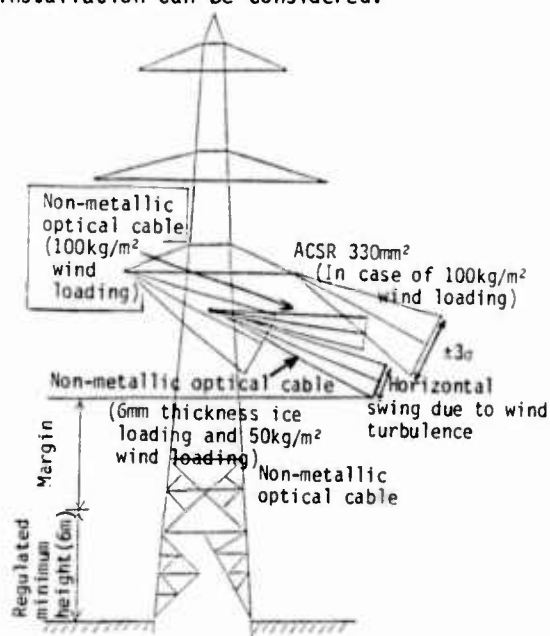 installation can be considered.
Non-metallic
optical cable
(100kg/m²
wind
loading)
ACSR 330mm²
(In case of 100kg/m²
wind loading)
±3σ
Non-metallic optical cable
(6mm thickness ice
loading and 50kg/m²
wind loading)
Horizontal
swing due to wind
turbulence
Non-metallic
optical cable
Margin
Regulated
minimum
height(6m)